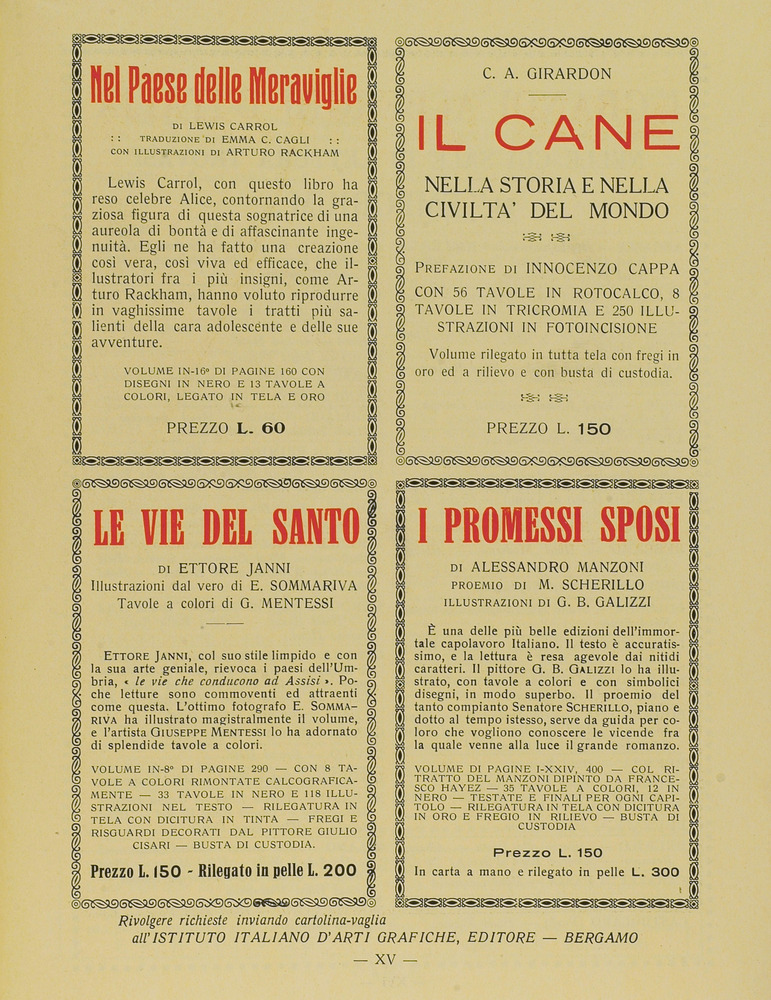 Nel Paese delle Meraviglie
DI LEWIS CARROL
: : TRADUZIONE DI EMMA C. CAGLI : :
CON ILLUSTRAZIONI DI ARTURO RACKHAM
Lewis Carrol, con questo libro ha
reso celebre Alice, contornando la gra-
ziosa figura di questa sognatrice di una
aureola di bontà e di affascinante inge-
nuità. Egli ne ha fatto una creazione
così vera, così viva ed efficace, che il-
lustratori fra i più insigni, come Ar-
turo Rackham, hanno voluto riprodurre
in vaghissime tavole i tratti più sa-
lienti della cara adolescente e delle sue
avventure.
VOLUME IN-16º DI PAGINE 160 CON
DISEGNI IN NERO E 13 TAVOLE A
COLORI, LEGATO IN TELA E ORO
PREZZO L. 60
C. A. GIRARDON
IL CANE
NELLA STORIA E NELLA
CIVILTA' DEL MONDO
PREFAZIONE DI INNOCENZO CAPPA
CON 56 TAVOLE IN ROTOCALCO, 8
TAVOLE IN TRICROMIA E 250 ILLU-
STRAZIONI IN FOTOINCISIONE
Volume rilegato in tutta tela con fregi in
oro ed a rilievo e con busta di custodia.
PREZZO L. 150
LE VIE DEL SANTO
DI ETTORE JANNI
Illustrazioni dal vero di E. SOMMARIVA
Tavole a colori di G. MENTESSI
ETTORE JANNI, col suo stile limpido e con
la sua arte geniale, rievoca i paesi dell'Um-
bria, « le vie che conducono ad Assisi ». Po-
che letture sono commoventi ed attraenti
come questa. L'ottimo fotografo E. SOMMA-
RIVA ha illustrato magistralmente il volume,
e l'artista GIUSEPPE MENTESSI lo ha adornato
di splendide tavole a colori.
VOLUME IN-8º DI PAGINE 290 — CON 8 TA-
VOLE A COLORI RIMONTATE CALCOGRAFICA-
MENTE — 33 TAVOLE IN NERO E 118 ILLU-
STRAZIONI NEL TESTO — RILEGATURA IN
TELA CON DICITURA IN TINTA — FREGI E
RISGUARDI DECORATI DAL PITTORE GIULIO
CISARI — BUSTA DI CUSTODIA.
Prezzo L. 150 - Rilegato in pelle L. 200
I PROMESSI SPOSI
DI ALESSANDRO MANZONI
PROEMIO DI M. SCHERILLO
ILLUSTRAZIONI DI G. B. GALIZZI
È una delle più belle edizioni dell'immor-
tale capolavoro Italiano. Il testo è accuratis-
simo, e la lettura è resa agevole dai nitidi
caratteri. Il pittore G. B. GALIZZI lo ha illu-
strato, con tavole a colori e con simbolici
disegni, in modo superbo. Il proemio del
tanto compianto Senatore SCHERILLO, piano e
dotto al tempo istesso, serve da guida per co-
loro che vogliono conoscere le vicende fra
la quale venne alla luce il grande romanzo.
VOLUME DI PAGINE I-XXIV, 400 — COL RI-
TRATTO DEL MANZONI DIPINTO DA FRANCE-
SCO HAYEZ — 35 TAVOLE A COLORI, 12 IN
NERO — TESTATE E FINALI PER OGNI CAPI-
TOLO — RILEGATURA IN TELA CON DICITURA
IN ORO E FREGIO IN RILIEVO — BUSTA DI
CUSTODIA
Prezzo L. 150
In carta a mano e rilegato in pelle L. 300
Rivolgere richieste inviando cartolina-vaglia
all'ISTITUTO ITALIANO D'ARTI GRAFICHE, EDITORE — BERGAMO
— XV —